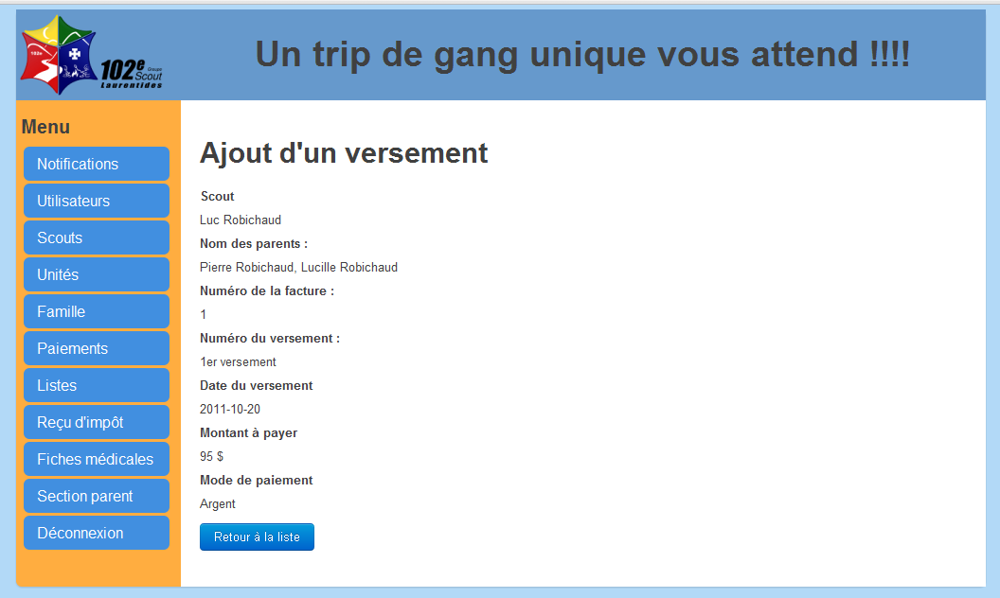 102e
102e Groupe
Scout
Laurentides
Un trip de gang unique vous attend !!!!
Menu
Notifications
Utilisateurs
Scouts
Unités
Famille
Paiements
Listes
Reçu d'impôt
Fiches médicales
Section parent
Déconnexion
Ajout d'un versement
Scout
Luc Robichaud
Nom des parents :
Pierre Robichaud, Lucille Robichaud
Numéro de la facture :
1
Numéro du versement :
1er versement
Date du versement
2011-10-20
Montant à payer
95 $
Mode de paiement
Argent
Retour à la liste